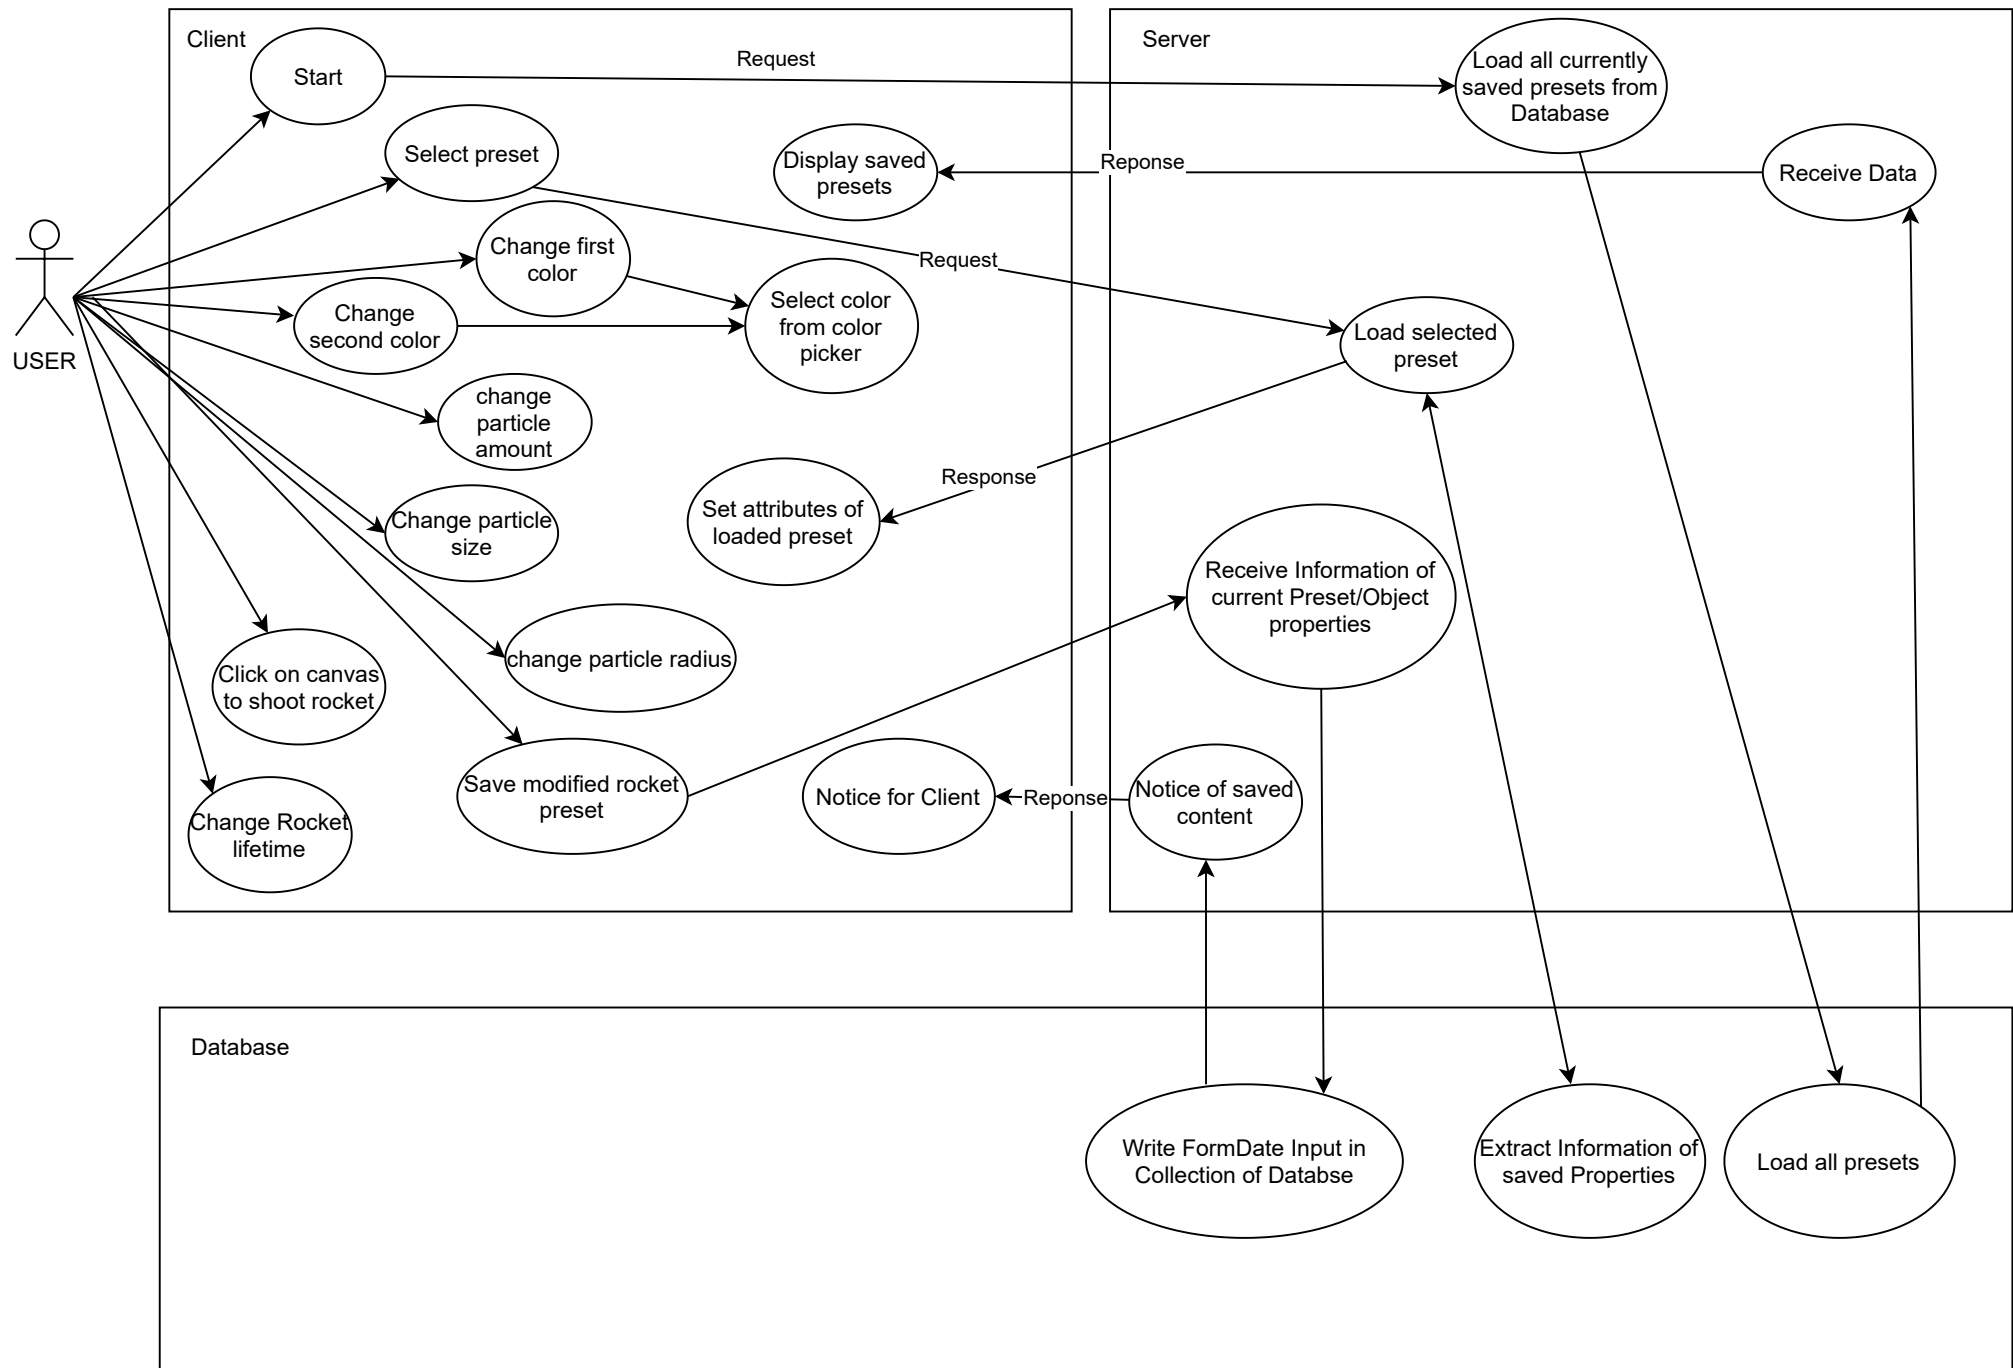 Client
Server
Start
Request
Load all currently
saved presets from
Database
Select preset
Display saved
presets
Reponse
Receive Data
Change first
color
Request
Change
second color
Select color
from color
picker
Load selected
preset
USER
change
particle
amount
Response
Change particle
size
Set attributes of
loaded preset
Receive Information of
current Preset/Object
properties
change particle radius
Click on canvas
to shoot rocket
Save modified rocket
preset
Notice for Client
Reponse
Notice of saved
content
Change Rocket
lifetime
Database
Write FormDate Input in
Collection of Databse
Extract Information of
saved Properties
Load all presets